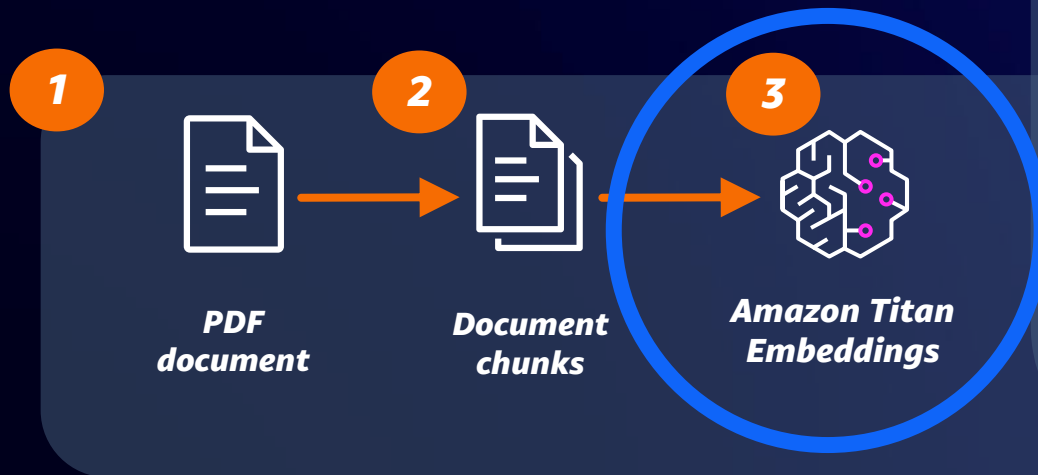 1
2
3
PDF
document
Document
chunks
Amazon Titan
Embeddings